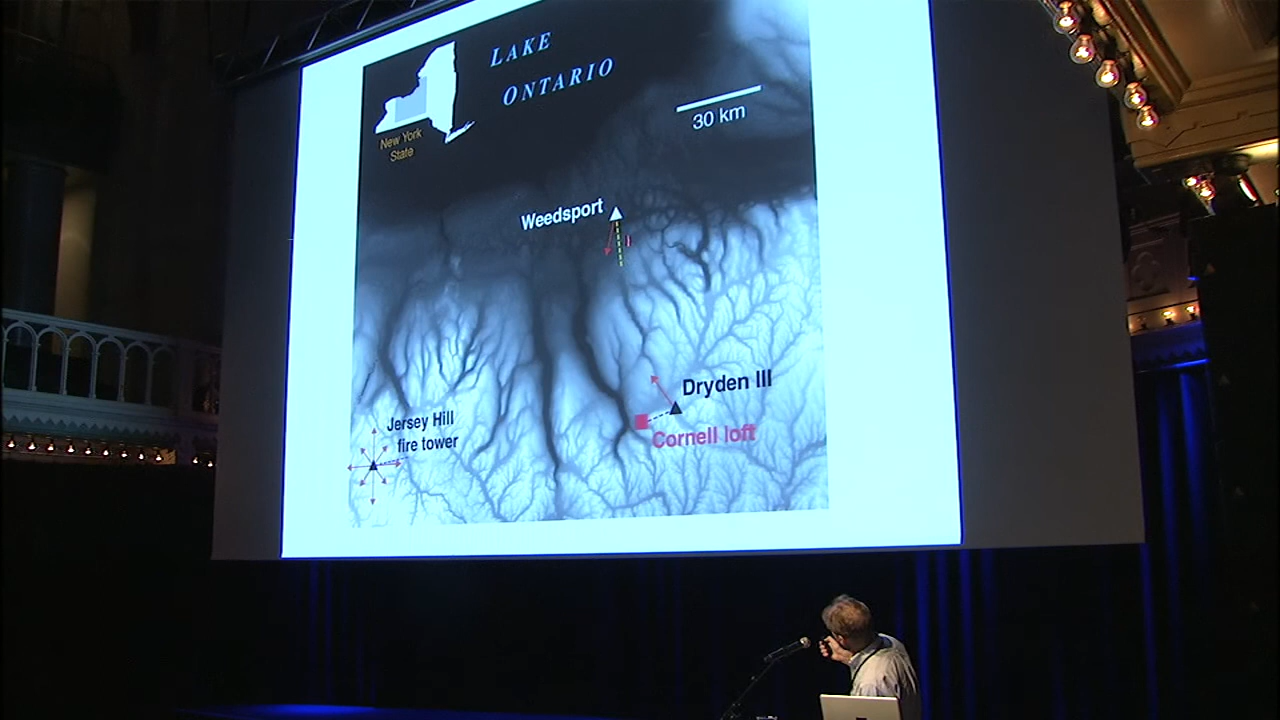 LAKE
ONTARIO
30 km
New York
State
Weedsport
Dryden III
Cornell loft
Jersey Hill
fire tower